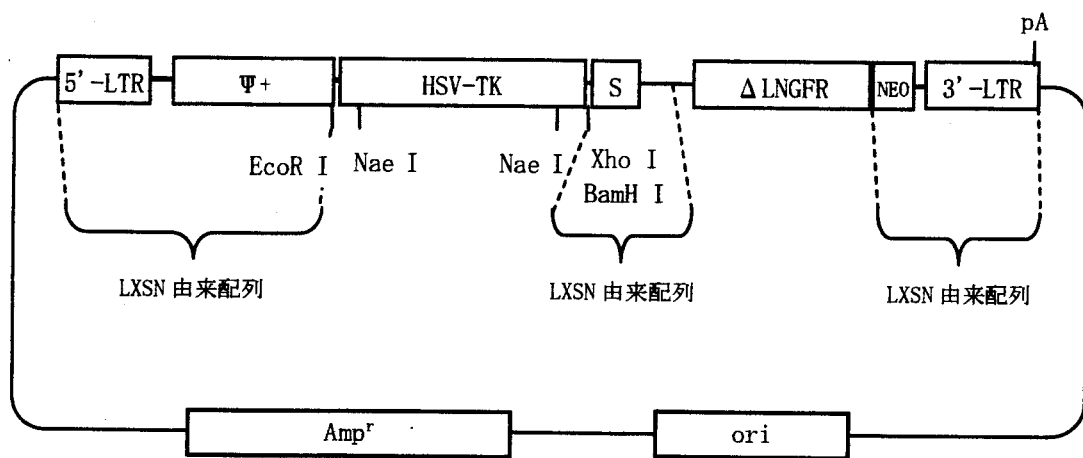 pA
5'-LTR Ψ+ HSV-TK S ΔLNGFR NEO 3'-LTR
EcoR I Nae I Nae I Xho I
BamH I
LXSN 由来配列 LXSN 由来配列 LXSN 由来配列
Ampʳ ori